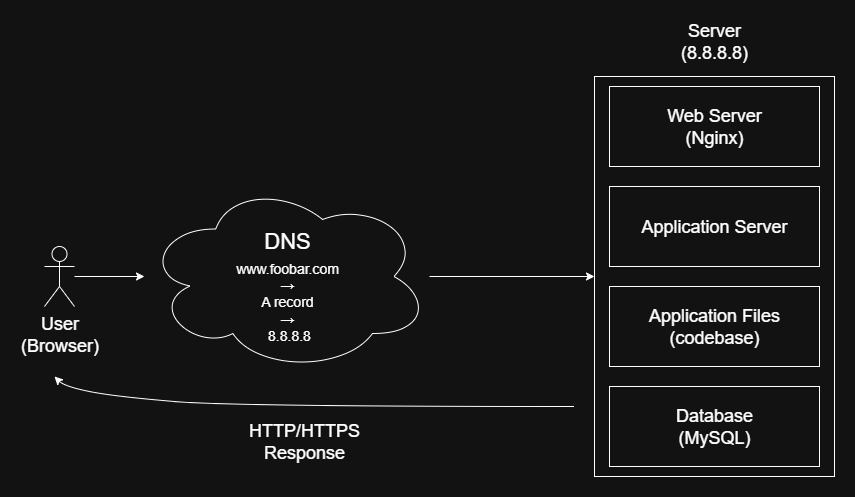 Server
(8.8.8.8)
Web Server
(Nginx)
Application Server
Application Files
(codebase)
Database
(MySQL)
DNS
www.foobar.com
→
A record
→
8.8.8.8
User
(Browser)
HTTP/HTTPS
Response